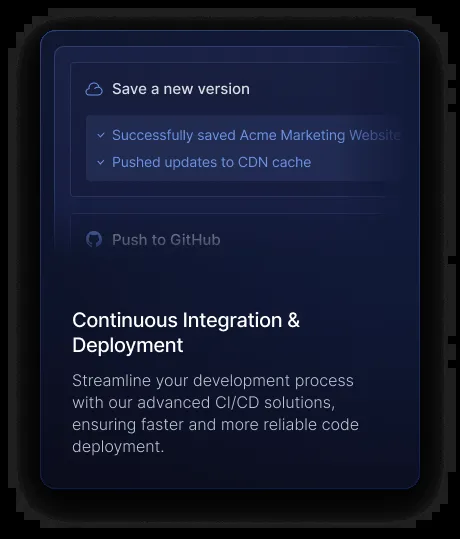 Save a new version
Successfully saved Acme Marketing Website
Pushed updates to CDN cache
Push to GitHub
Continuous Integration &
Deployment
Streamline your development process
with our advanced CI/CD solutions,
ensuring faster and more reliable code
deployment.